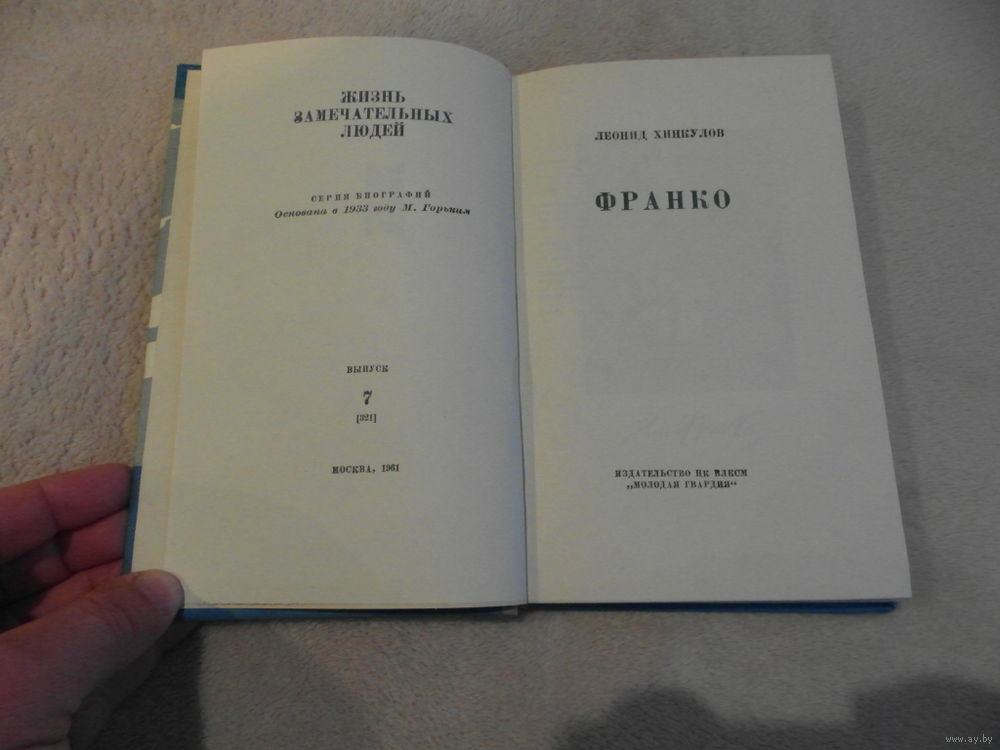 ЖИЗНЬ
ЗАМЕЧАТЕЛЬНЫХ
ЛЮДЕЙ
СЕРИЯ БИОГРАФИЙ
Основана в 1933 году М. Горьким
ВЫПУСК
7
[321]
МОСКВА, 1961
ЛЕОНИД ХИНКУЛОВ
ФРАНКО
ИЗДАТЕЛЬСТВО ЦК ВЛКСМ
„МОЛОДАЯ ГВАРДИЯ“
www.ay.by